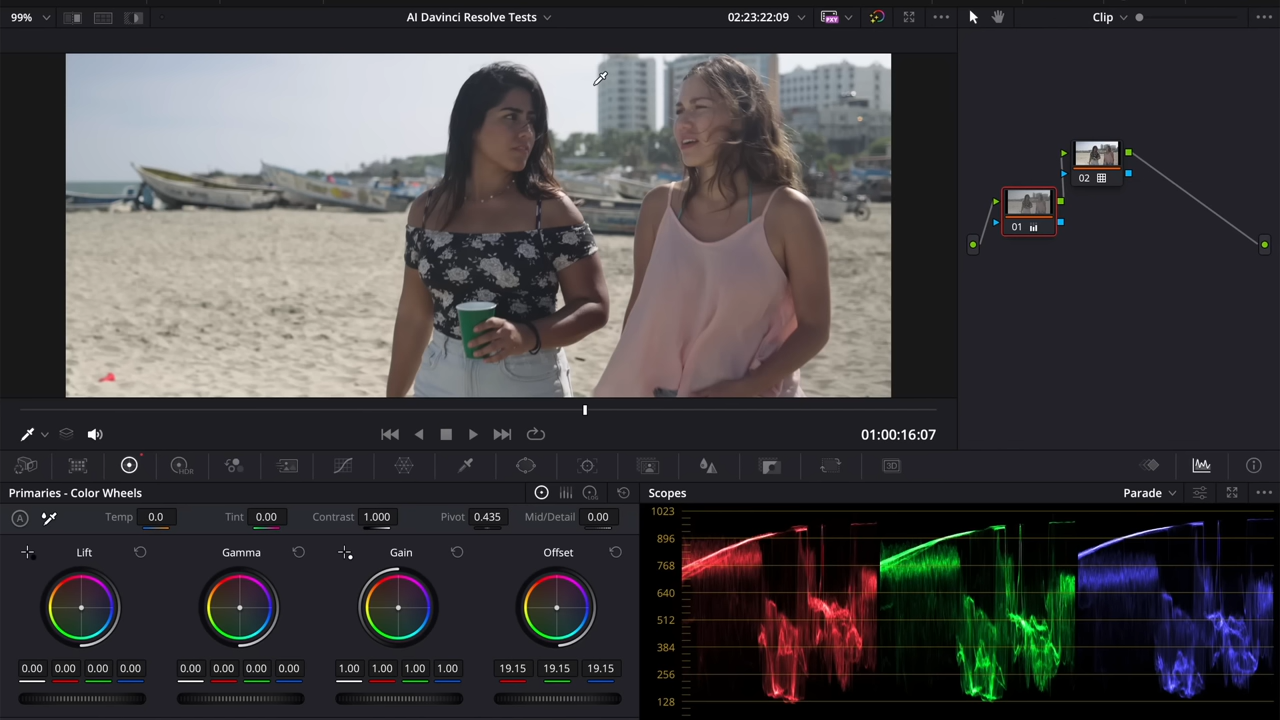 99%
AI Davinci Resolve Tests
02:23:22:09
PXY
Clip
02
01
01:00:16:07
HDR
3D
Primaries - Color Wheels
LOG
Scopes
Parade
A
Temp 0.0
Tint 0.00
Contrast 1.000
Pivot 0.435
Mid/Detail 0.00
Lift
Gamma
Gain
Offset
0.00 0.00 0.00 0.00
0.00 0.00 0.00 0.00
1.00 1.00 1.00 1.00
19.15 19.15 19.15
1023
896
768
640
512
384
256
128